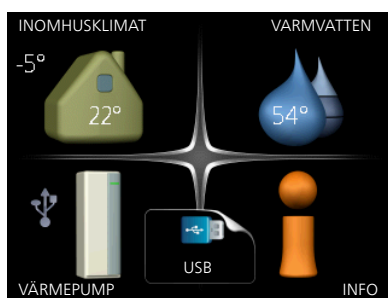 INOMHUSKLIMAT
VARMVATTEN
-5°
22°
54°
USB
VÄRMEPUMP
INFO